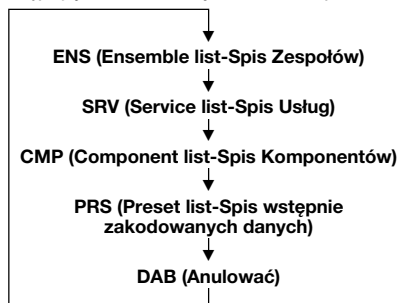 ENS (Ensemble list-Spis Zespołów)
SRV (Service list-Spis Usług)
CMP (Component list-Spis Komponentów)
PRS (Preset list-Spis wstępnie
zakodowanych danych)
DAB (Anulować)